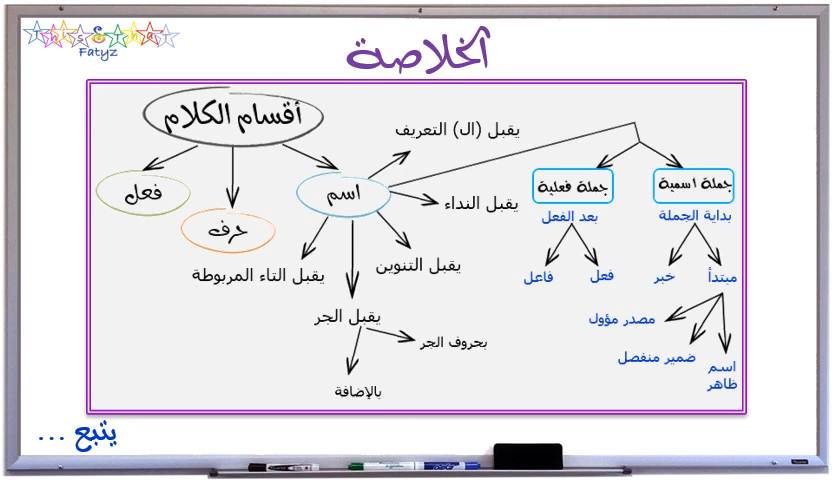 This & that
Fatyz
الخلاصة
أقسام الكلام
فعل
حرف
اسم
يقبل (ال) التعريف
يقبل النداء
يقبل التنوين
يقبل التاء المربوطة
يقبل الجر
بحروف الجر
بالإضافة
جملة اسمية
بداية الجملة
مبتدأ
خبر
اسم
ظاهر
ضمير منفصل
مصدر مؤول
جملة فعلية
بعد الفعل
فعل
فاعل
يتبع ...